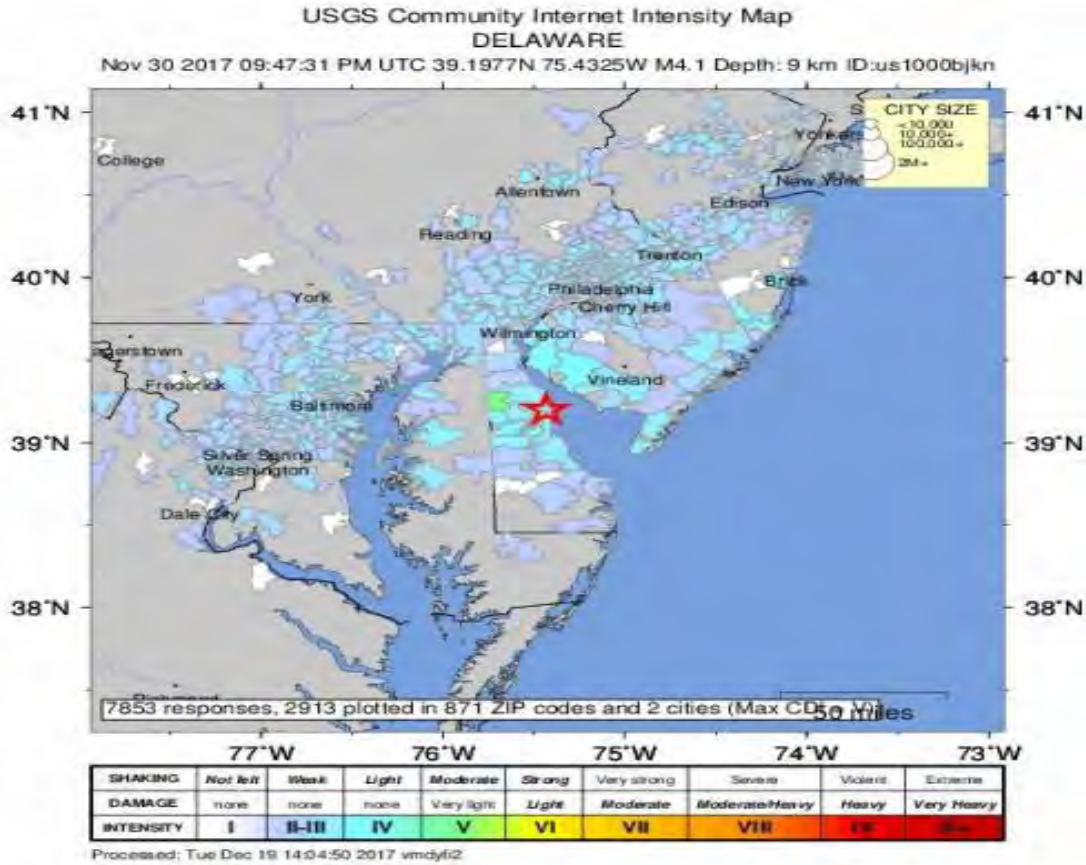 USGS Community Internet Intensity Map
DELAWARE
Nov 30 2017 09:47:31 PM UTC 39.1977N 75.4325W M4.1 Depth: 9 km ID:us1000bjkn
41°N
41°N
CITY SIZE
<10,000
10,000+
100,000+
2M+
Yonkers
College
New York
Allentown
Edison
Reading
Trenton
40°N
40°N
Brick
York
Philadelphia
Cherry Hill
Wilmington
agerstown
Frederick
Vineland
Baltimore
39°N
39°N
Silver Spring
Washington
Dale City
38°N
38°N
7853 responses, 2913 plotted in 871 ZIP codes and 2 cities (Max CDI = V)
50 miles
77°W 76°W 75°W 74°W 73°W
SHAKING Not felt Weak Light Moderate Strong Very strong Severe Violent Extreme
DAMAGE none none none Very light Light Moderate Moderate/Heavy Heavy Very Heavy
INTENSITY I II-III IV V VI VII VIII IX X+
Processed: Tue Dec 19 14:04:50 2017 vmdyfi2